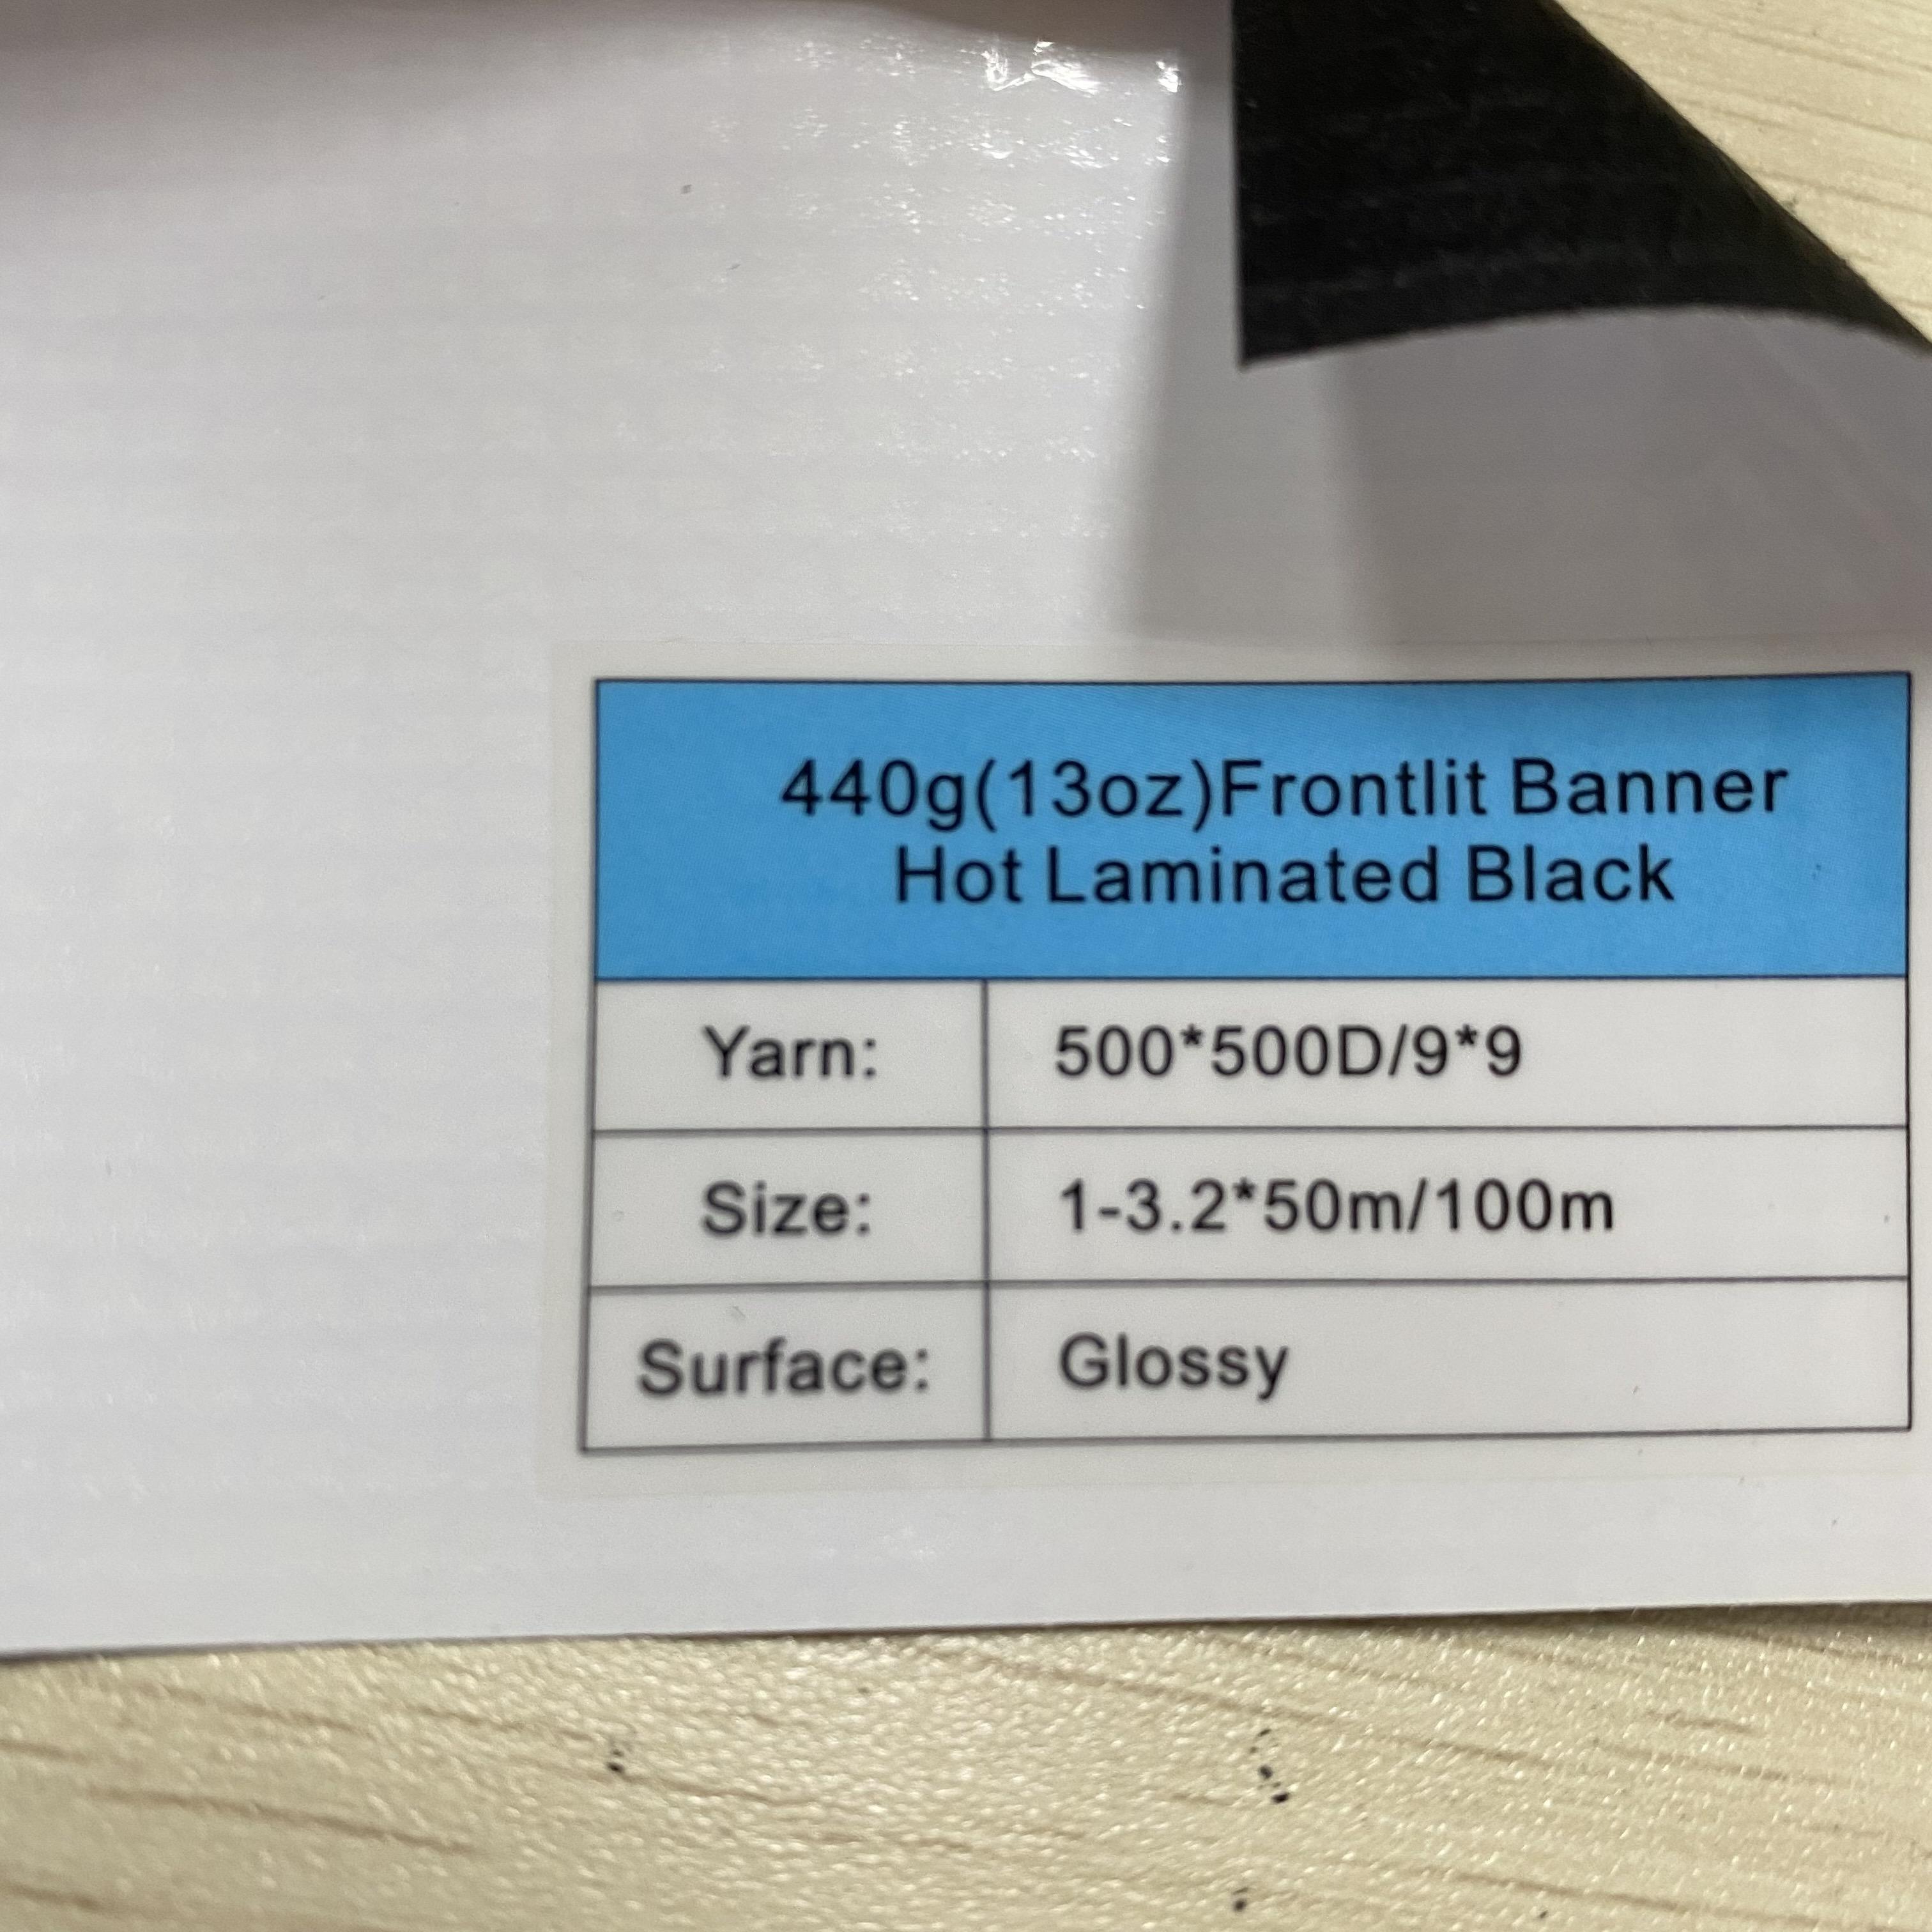 440g(13oz)Frontlit Banner
Hot Laminated Black
Yarn: 500*500D/9*9
Size: 1-3.2*50m/100m
Surface: Glossy